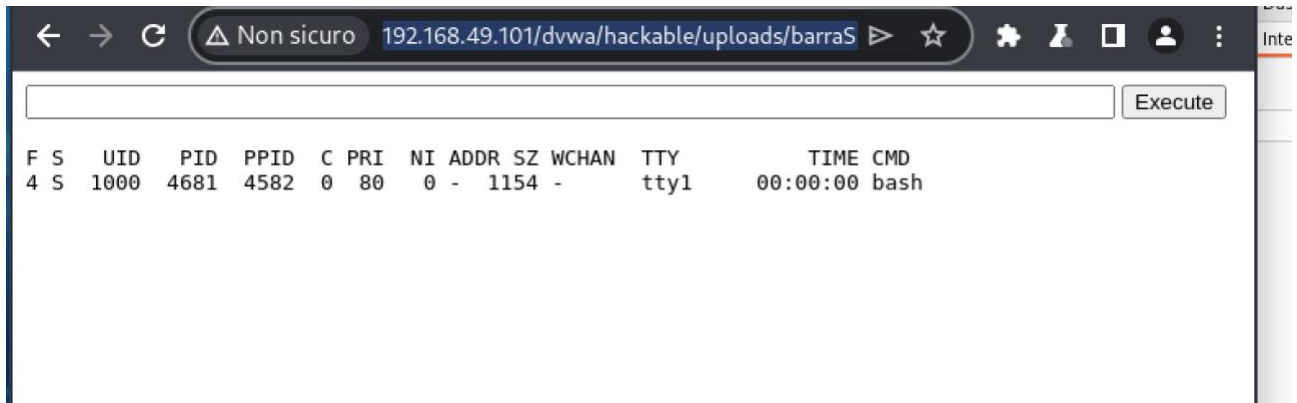 Non sicuro 192.168.49.101/dvwa/hackable/uploads/barraS
Inte
Execute
F S UID PID PPID C PRI NI ADDR SZ WCHAN TTY TIME CMD
4 S 1000 4681 4582 0 80 0 - 1154 - tty1 00:00:00 bash